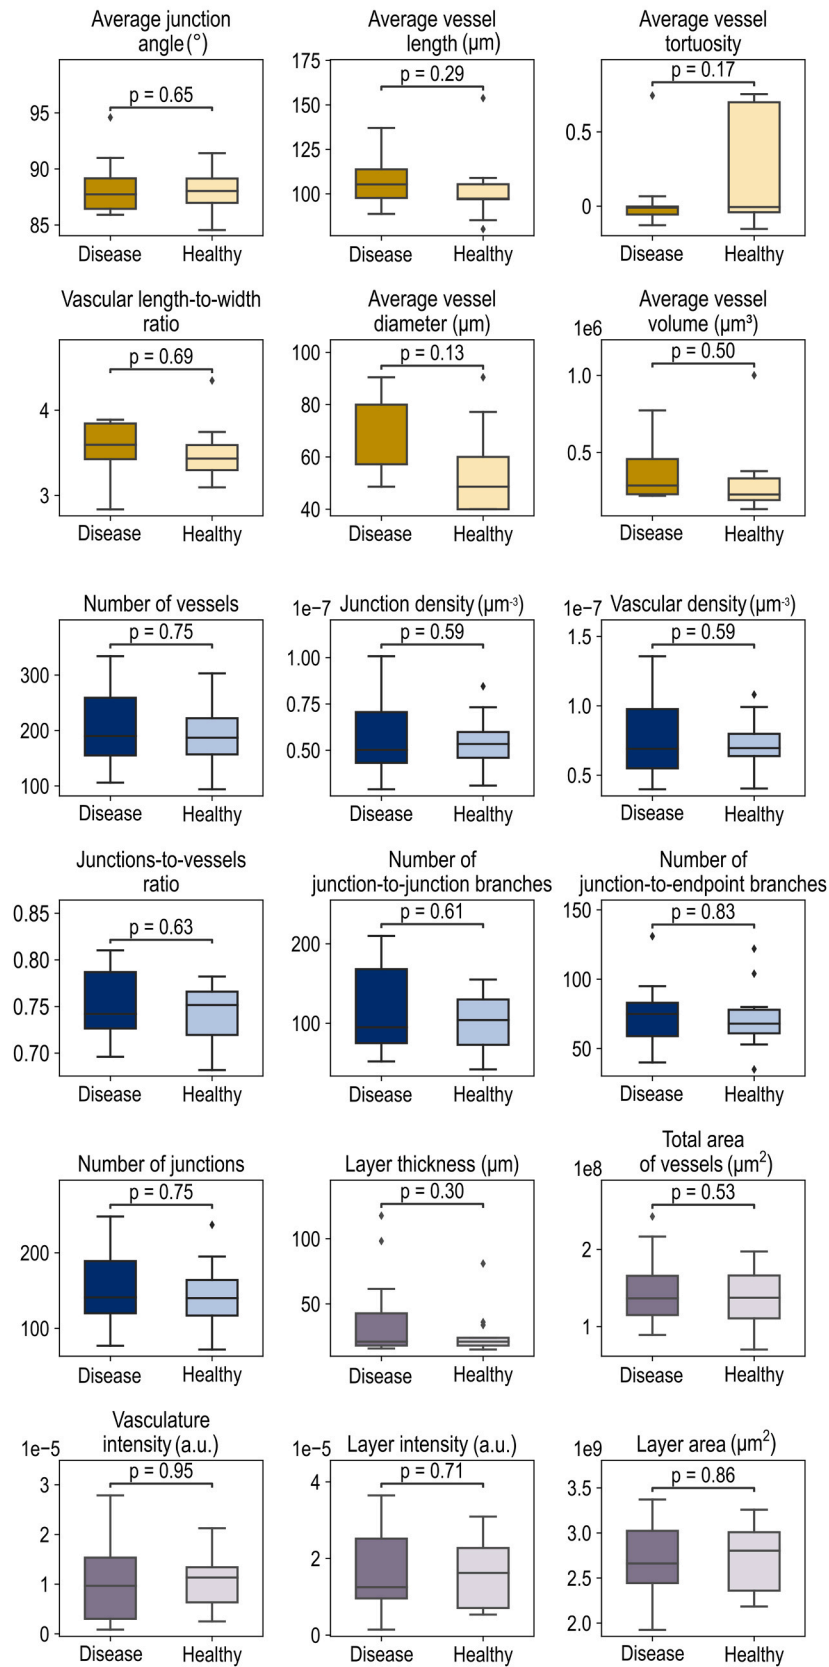 Average junction
angle (°)
Average vessel
length (µm)
Average vessel
tortuosity
p = 0.65
95
90
85
Disease
Healthy
p = 0.29
175
150
125
100
Disease
Healthy
p = 0.17
0.5
0
Disease
Healthy
Vascular length-to-width
ratio
Average vessel
diameter (µm)
Average vessel
volume (µm³)
p = 0.69
4
3
Disease
Healthy
p = 0.13
100
80
60
40
Disease
Healthy
1e6
p = 0.50
1.0
0.5
Disease
Healthy
Number of vessels
p = 0.75
300
200
100
Disease
Healthy
1e−7
Junction density (µm-3)
p = 0.59
1.00
0.75
0.50
Disease
Healthy
1e−7
Vascular density (µm-3)
p = 0.59
1.5
1.0
0.5
Disease
Healthy
Junctions-to-vessels
ratio
p = 0.63
0.85
0.80
0.75
0.70
Disease
Healthy
Number of
junction-to-junction branches
p = 0.61
200
100
Disease
Healthy
Number of
junction-to-endpoint branches
p = 0.83
150
100
50
Disease
Healthy
Number of junctions
p = 0.75
200
100
Disease
Healthy
Layer thickness (µm)
p = 0.30
100
50
Disease
Healthy
Total area
of vessels (µm2)
1e8
p = 0.53
2
1
Disease
Healthy
Vasculature
intensity (a.u.)
1e−5
p = 0.95
3
2
1
0
Disease
Healthy
1e−5
Layer intensity (a.u.)
p = 0.71
4
2
0
Disease
Healthy
1e9
Layer area (µm2)
p = 0.86
3.5
3.0
2.5
2.0
Disease
Healthy